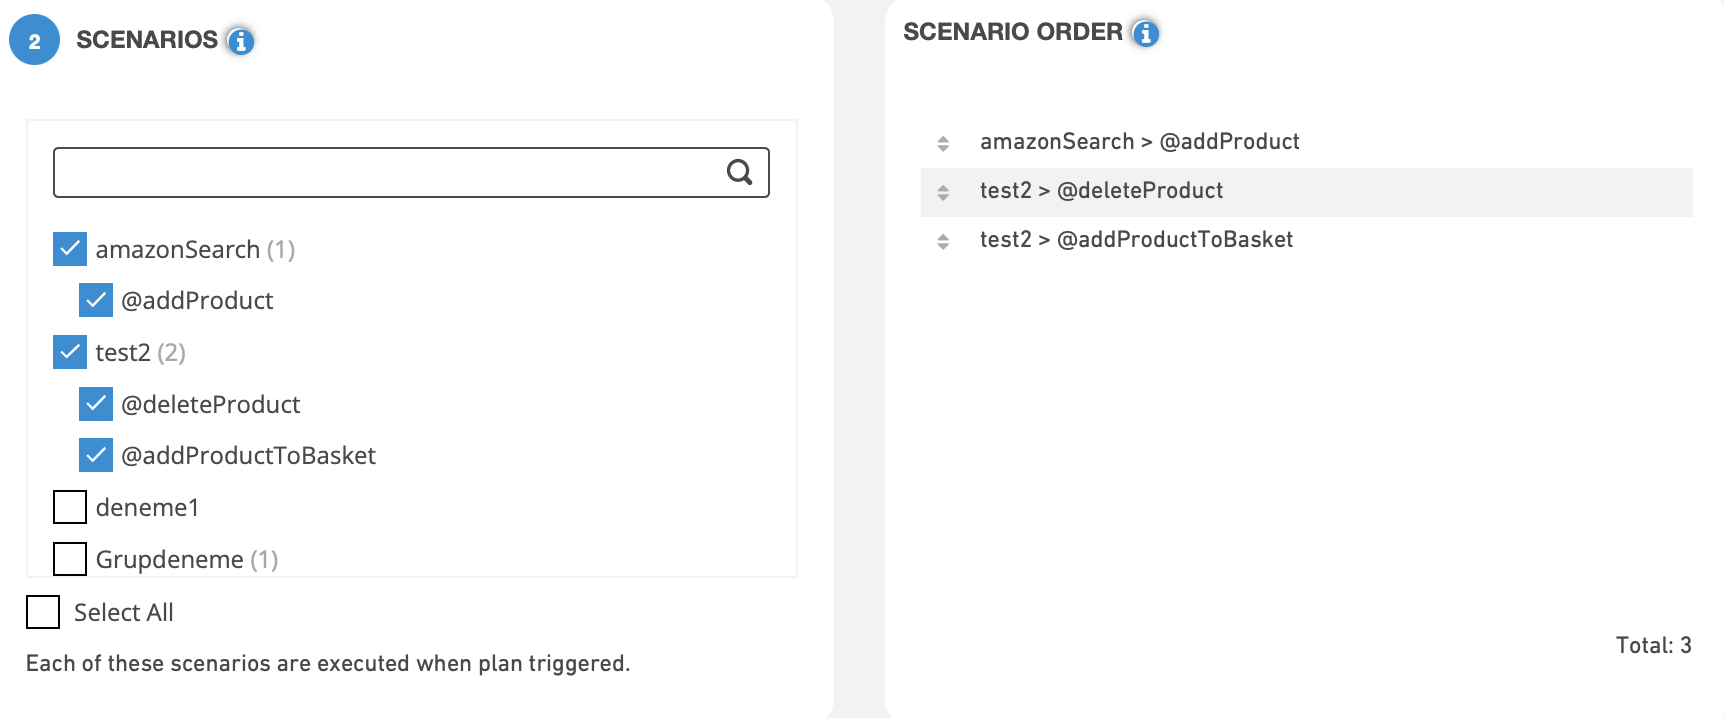 2 SCENARIOS
amazonSearch (1)
@addProduct
test2 (2)
@deleteProduct
@addProductToBasket
deneme1
Grupdeneme (1)
Select All
Each of these scenarios are executed when plan triggered.
SCENARIO ORDER
amazonSearch > @addProduct
test2 > @deleteProduct
test2 > @addProductToBasket
Total: 3